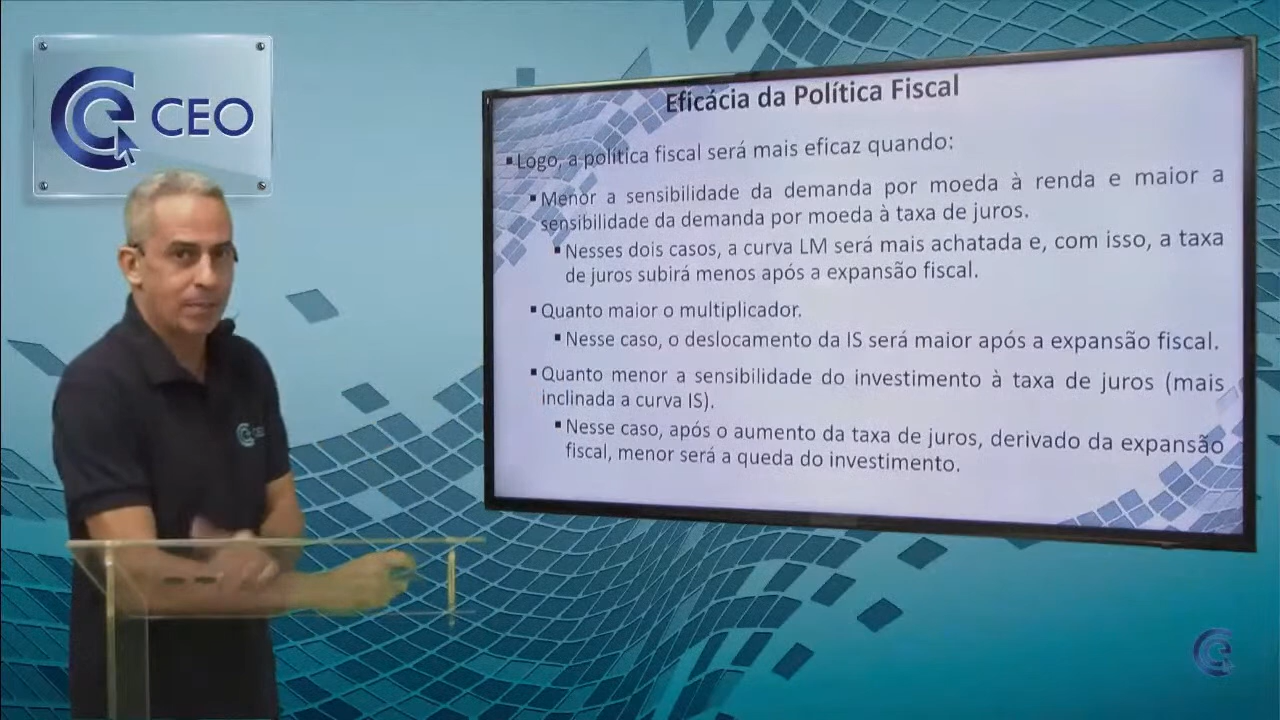 CEO
Eficácia da Política Fiscal
▪Logo, a política fiscal será mais eficaz quando:
▪Menor a sensibilidade da demanda por moeda à renda e maior a
sensibilidade da demanda por moeda à taxa de juros.
▪Nesses dois casos, a curva LM será mais achatada e, com isso, a taxa
de juros subirá menos após a expansão fiscal.
▪Quanto maior o multiplicador.
▪Nesse caso, o deslocamento da IS será maior após a expansão fiscal.
▪Quanto menor a sensibilidade do investimento à taxa de juros (mais
inclinada a curva IS).
▪Nesse caso, após o aumento da taxa de juros, derivado da expansão
fiscal, menor será a queda do investimento.
CEO